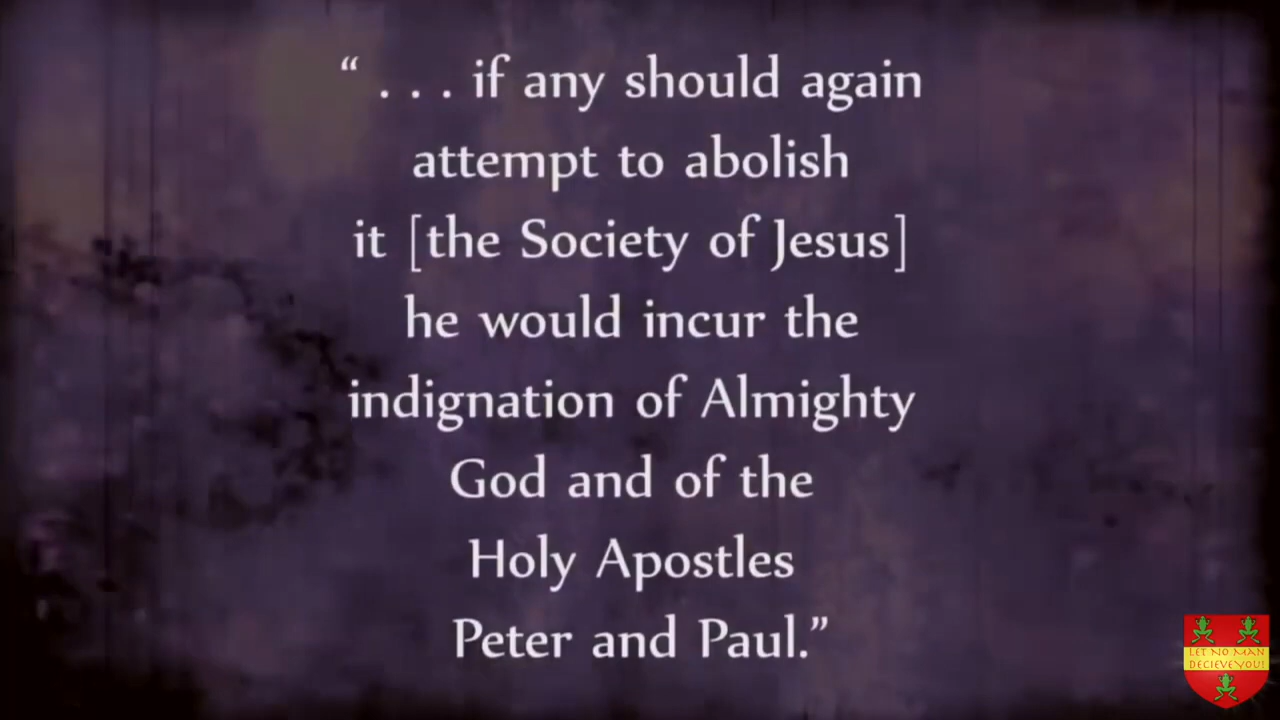 “ . . . if any should again
attempt to abolish
it [the Society of Jesus]
he would incur the
indignation of Almighty
God and of the
Holy Apostles
Peter and Paul.”
LET NO MAN
DECIEVE YOU!